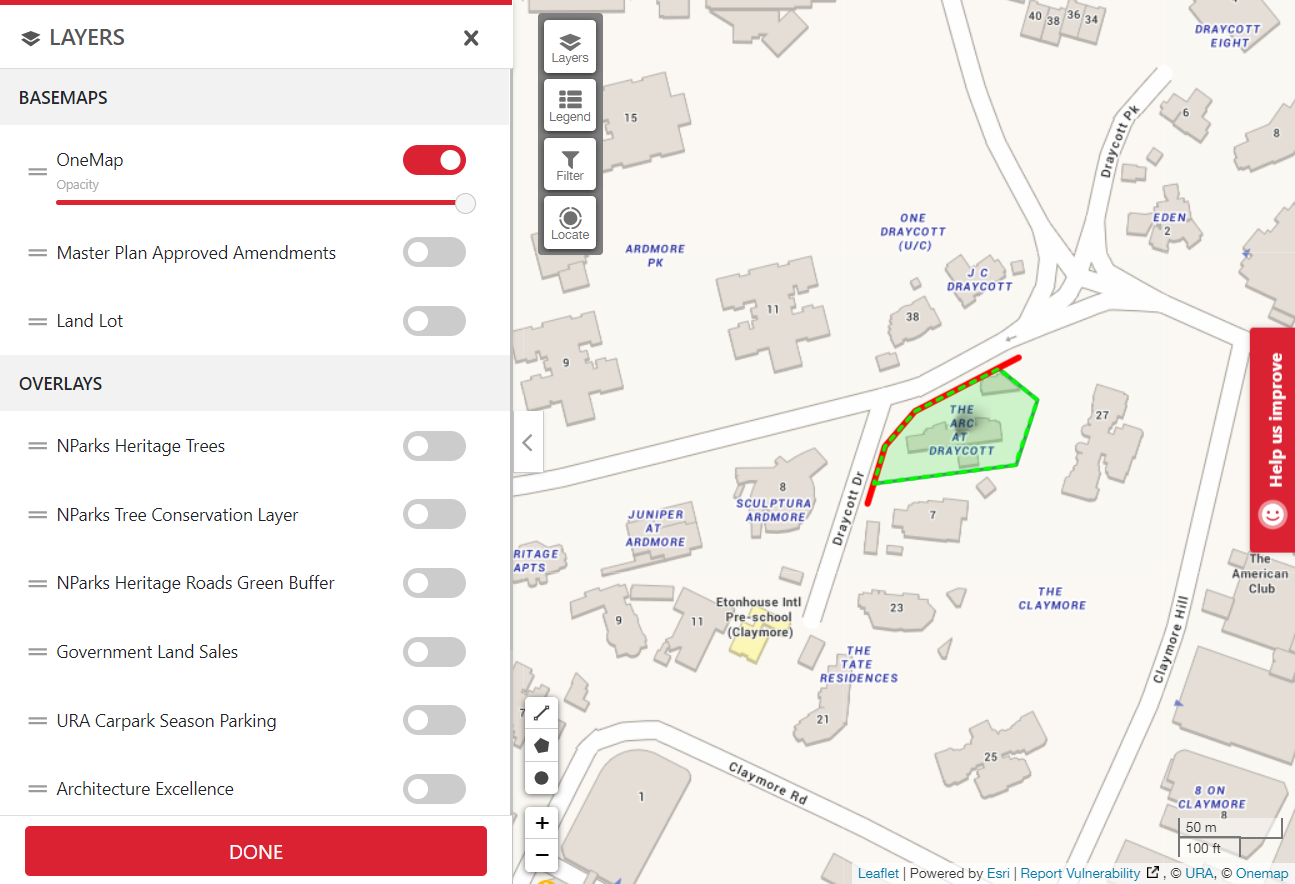 LAYERS
BASEMAPS
OneMap
Opacity
Master Plan Approved Amendments
Land Lot
OVERLAYS
NParks Heritage Trees
NParks Tree Conservation Layer
NParks Heritage Roads Green Buffer
Government Land Sales
URA Carpark Season Parking
Architecture Excellence
DONE
Layers
Legend
Filter
Locate
40
38
36
34
DRAYCOTT
EIGHT
15
6
8
Draycott Pk
EDEN
2
ONE
DRAYCOTT
(U/C)
ARDMORE
PK
J C
DRAYCOTT
11
38
9
THE
ARC
AT
DRAYCOTT
27
Help us improve
8
SCULPTURA
ARDMORE
Draycott Dr
7
JUNIPER
AT
ARDMORE
RITAGE
APTS
The
American
Club
THE
CLAYMORE
Etonhouse Intl
Pre-school
(Claymore)
9
11
23
Claymore Hill
THE
TATE
RESIDENCES
7
21
25
Claymore Rd
1
8 ON
CLAYMORE
8
+
−
50 m
100 ft
Leaflet | Powered by Esri | Report Vulnerability , © URA, © Onemap